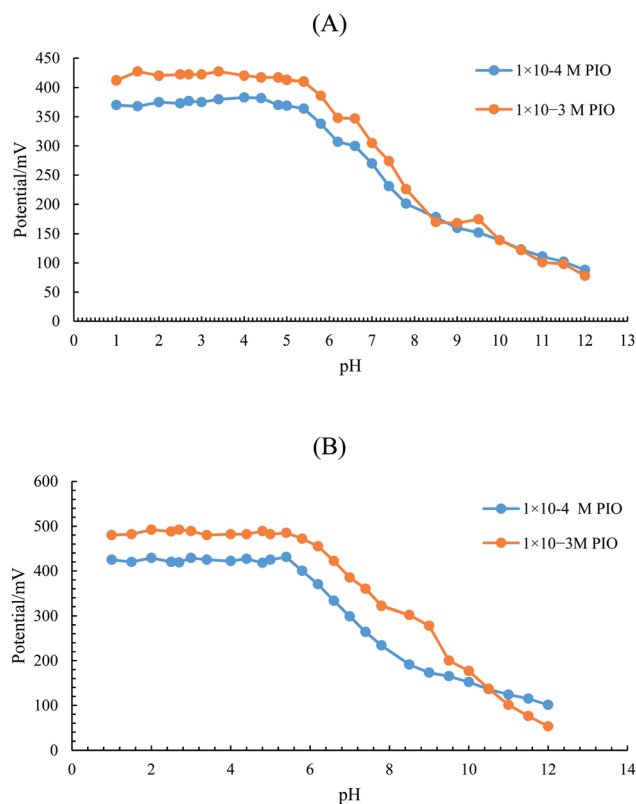 (A)
450
400
350
300
250
200
150
100
50
0
Potential/mV
1×10-4 M PIO
1×10−3 M PIO
0 1 2 3 4 5 6 7 8 9 10 11 12 13
pH
(B)
600
500
400
300
200
100
0
Potential/mV
1×10-4 M PIO
1×10−3M PIO
0 2 4 6 8 10 12 14
pH